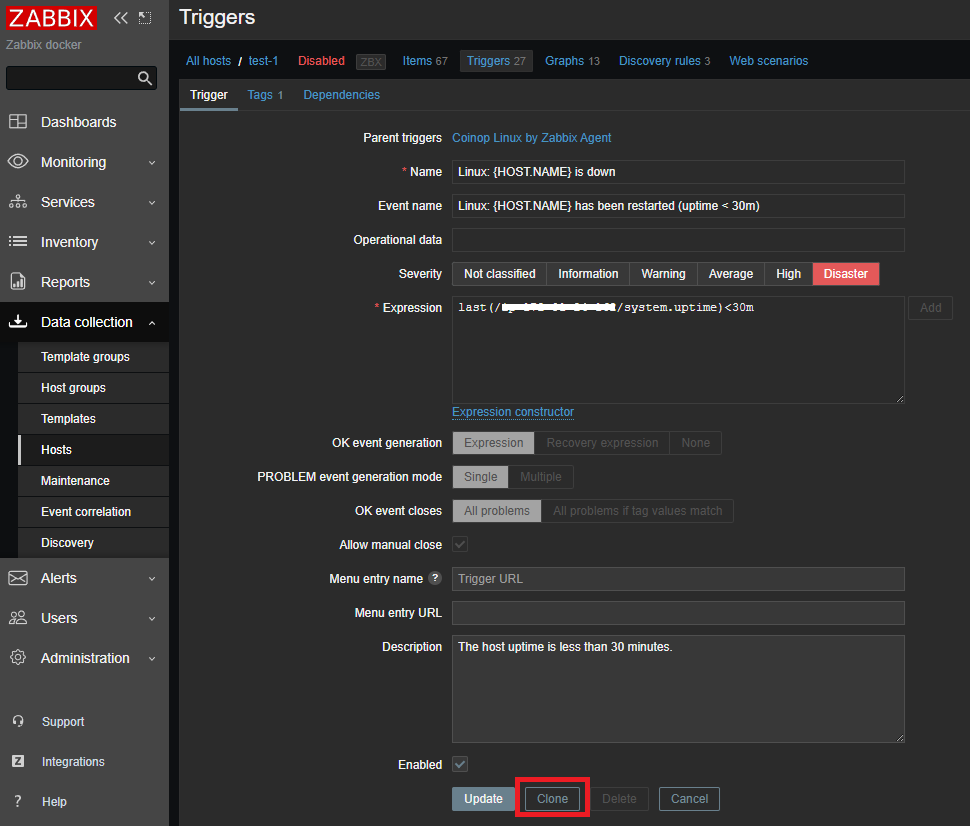 ZABBIX
Zabbix docker
Dashboards
Monitoring
Services
Inventory
Reports
Data collection
Template groups
Host groups
Templates
Hosts
Maintenance
Event correlation
Discovery
Alerts
Users
Administration
Support
Z Integrations
? Help
Triggers
All hosts / test-1 Disabled ZBX Items 67 Triggers 27 Graphs 13 Discovery rules 3 Web scenarios
Trigger Tags 1 Dependencies
Parent triggers Coinop Linux by Zabbix Agent
* Name Linux: {HOST.NAME} is down
Event name Linux: {HOST.NAME} has been restarted (uptime < 30m)
Operational data
Severity Not classified Information Warning Average High Disaster
* Expression last(/ /system.uptime)<30m Add
Expression constructor
OK event generation Expression Recovery expression None
PROBLEM event generation mode Single Multiple
OK event closes All problems All problems if tag values match
Allow manual close
Menu entry name ? Trigger URL
Menu entry URL
Description The host uptime is less than 30 minutes.
Enabled
Update Clone Delete Cancel